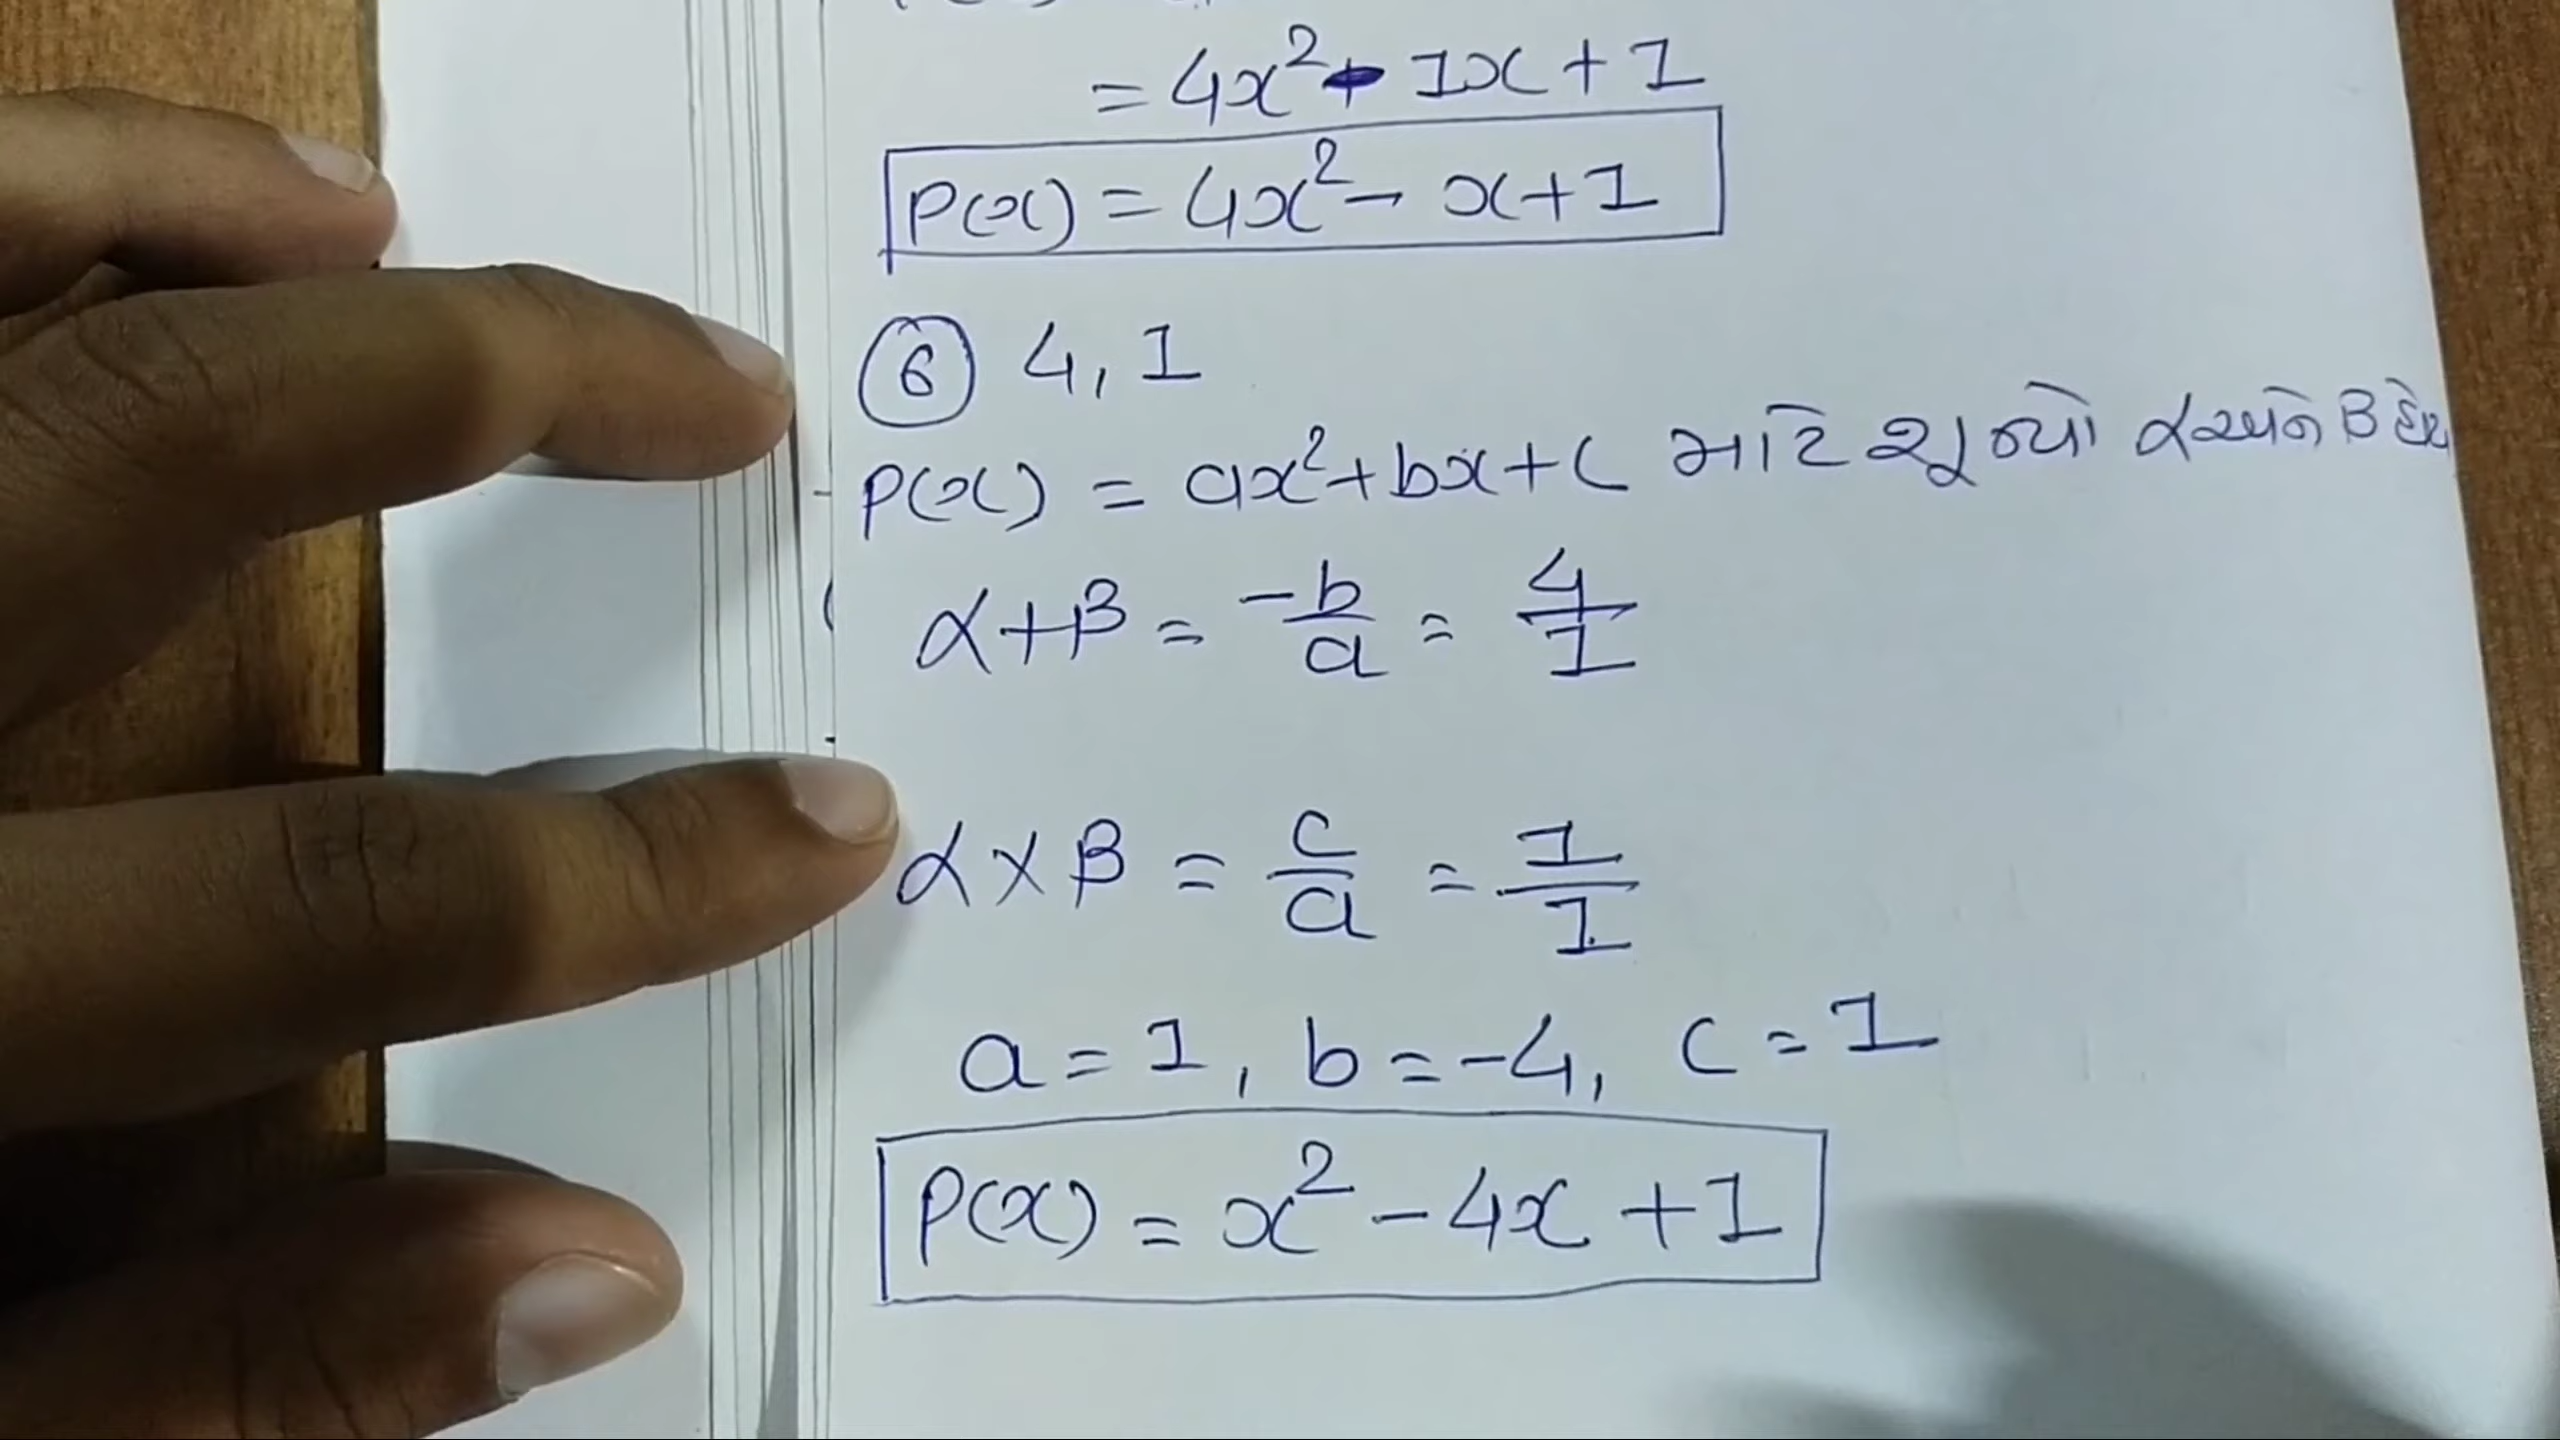 = 4x² - 1x + 1
P(x) = 4x² - x + 1
⑥ 4, 1
P(x) = ax² + bx + c માટે શૂન્યો α અને B હોય
α + β = -b/a = 4/1
α × β = c/a = 1/1
a = 1, b = -4, c = 1
P(x) = x² - 4x + 1